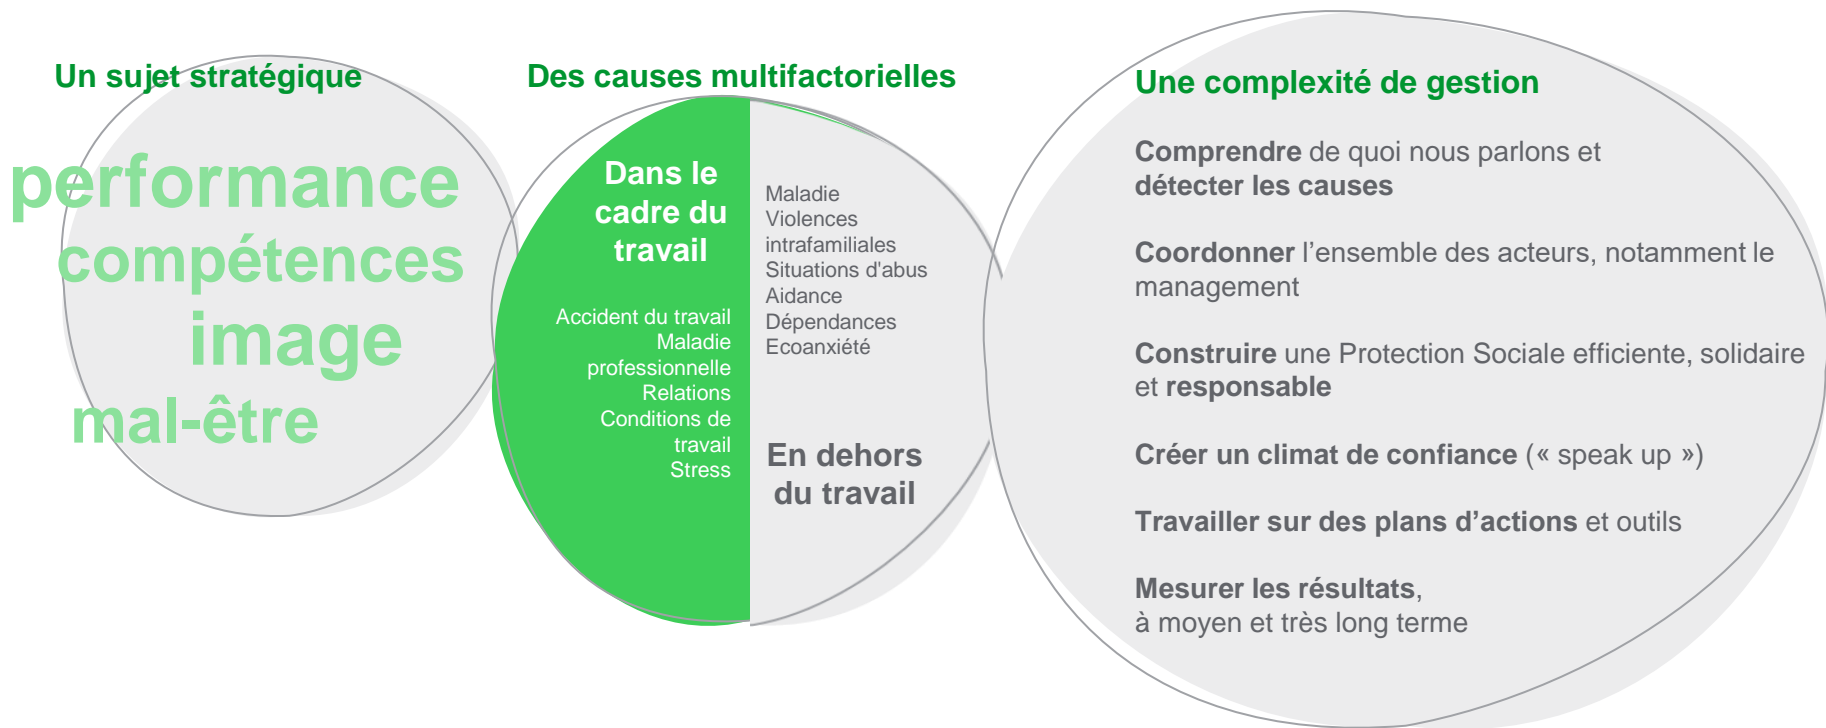 Un sujet stratégique
performance
compétences
image
mal-être
Des causes multifactorielles
Dans le
cadre du
travail
Accident du travail
Maladie
professionnelle
Relations
Conditions de
travail
Stress
Maladie
Violences
intrafamiliales
Situations d'abus
Aidance
Dépendances
Ecoanxiété
En dehors
du travail
Une complexité de gestion
Comprendre de quoi nous parlons et
détecter les causes
Coordonner l’ensemble des acteurs, notamment le
management
Construire une Protection Sociale efficiente, solidaire
et responsable
Créer un climat de confiance (« speak up »)
Travailler sur des plans d’actions et outils
Mesurer les résultats,
à moyen et très long terme